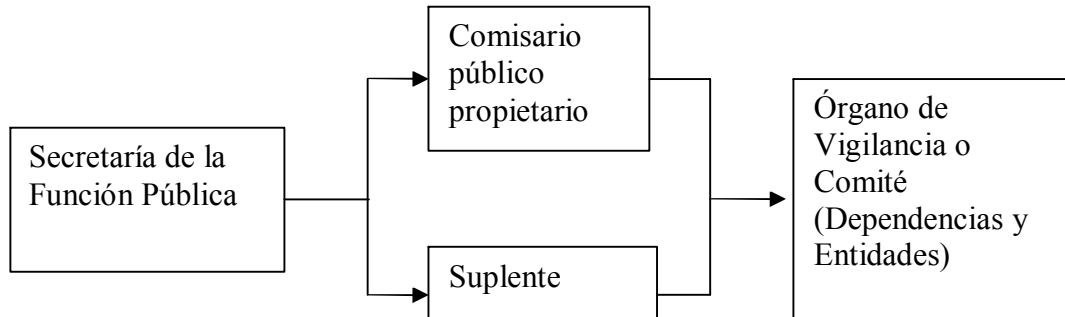 Secretaría de la
Función Pública
Comisario
público
propietario
Suplente
Órgano de
Vigilancia o
Comité
(Dependencias y
Entidades)